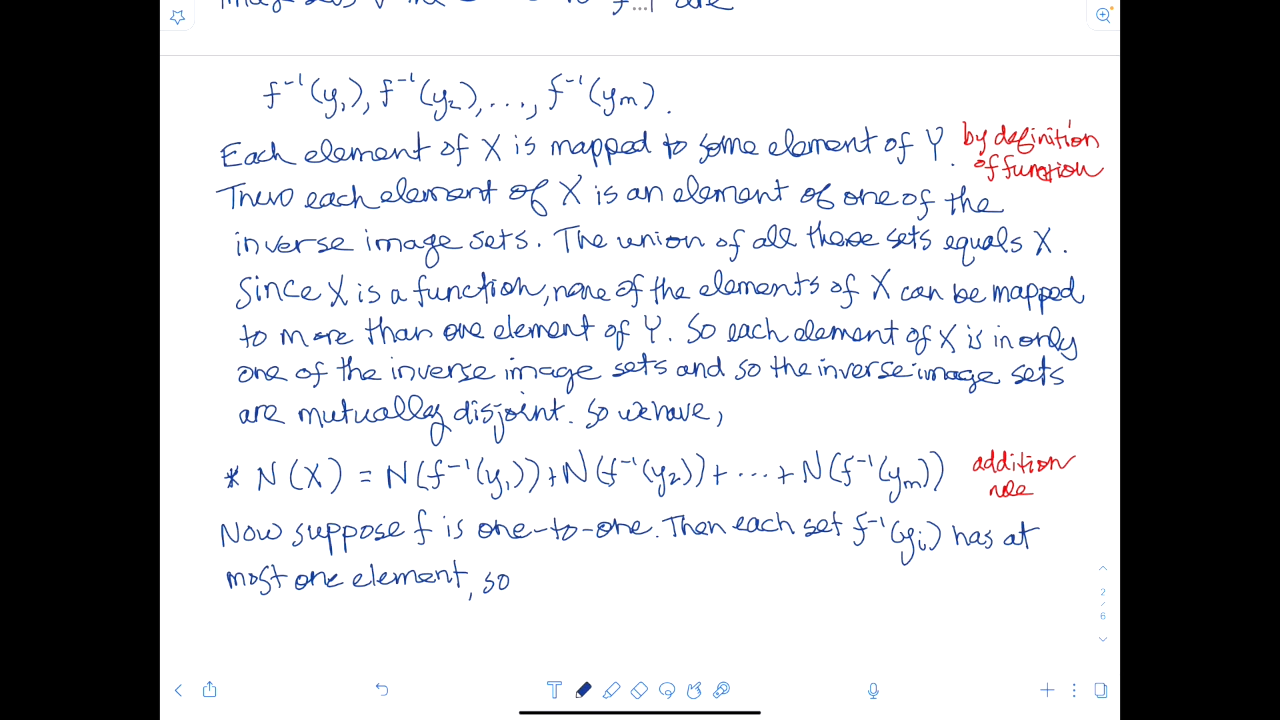 f⁻¹(y₁), f⁻¹(y₂), ..., f⁻¹(yₘ).
Each element of X is mapped to some element of Y. by definition of function
Thus each element of X is an element of one of the
inverse image sets. The union of all these sets equals X.
Since X is a function, none of the elements of X can be mapped
to more than one element of Y. So each element of X is in only
one of the inverse image sets and so the inverse image sets
are mutually disjoint. So we have,
* N(X) = N(f⁻¹(y₁)) + N(f⁻¹(y₂)) + ... + N(f⁻¹(yₘ)) addition rule
Now suppose f is one-to-one. Then each set f⁻¹(yᵢ) has at
most one element, so
2
/
6